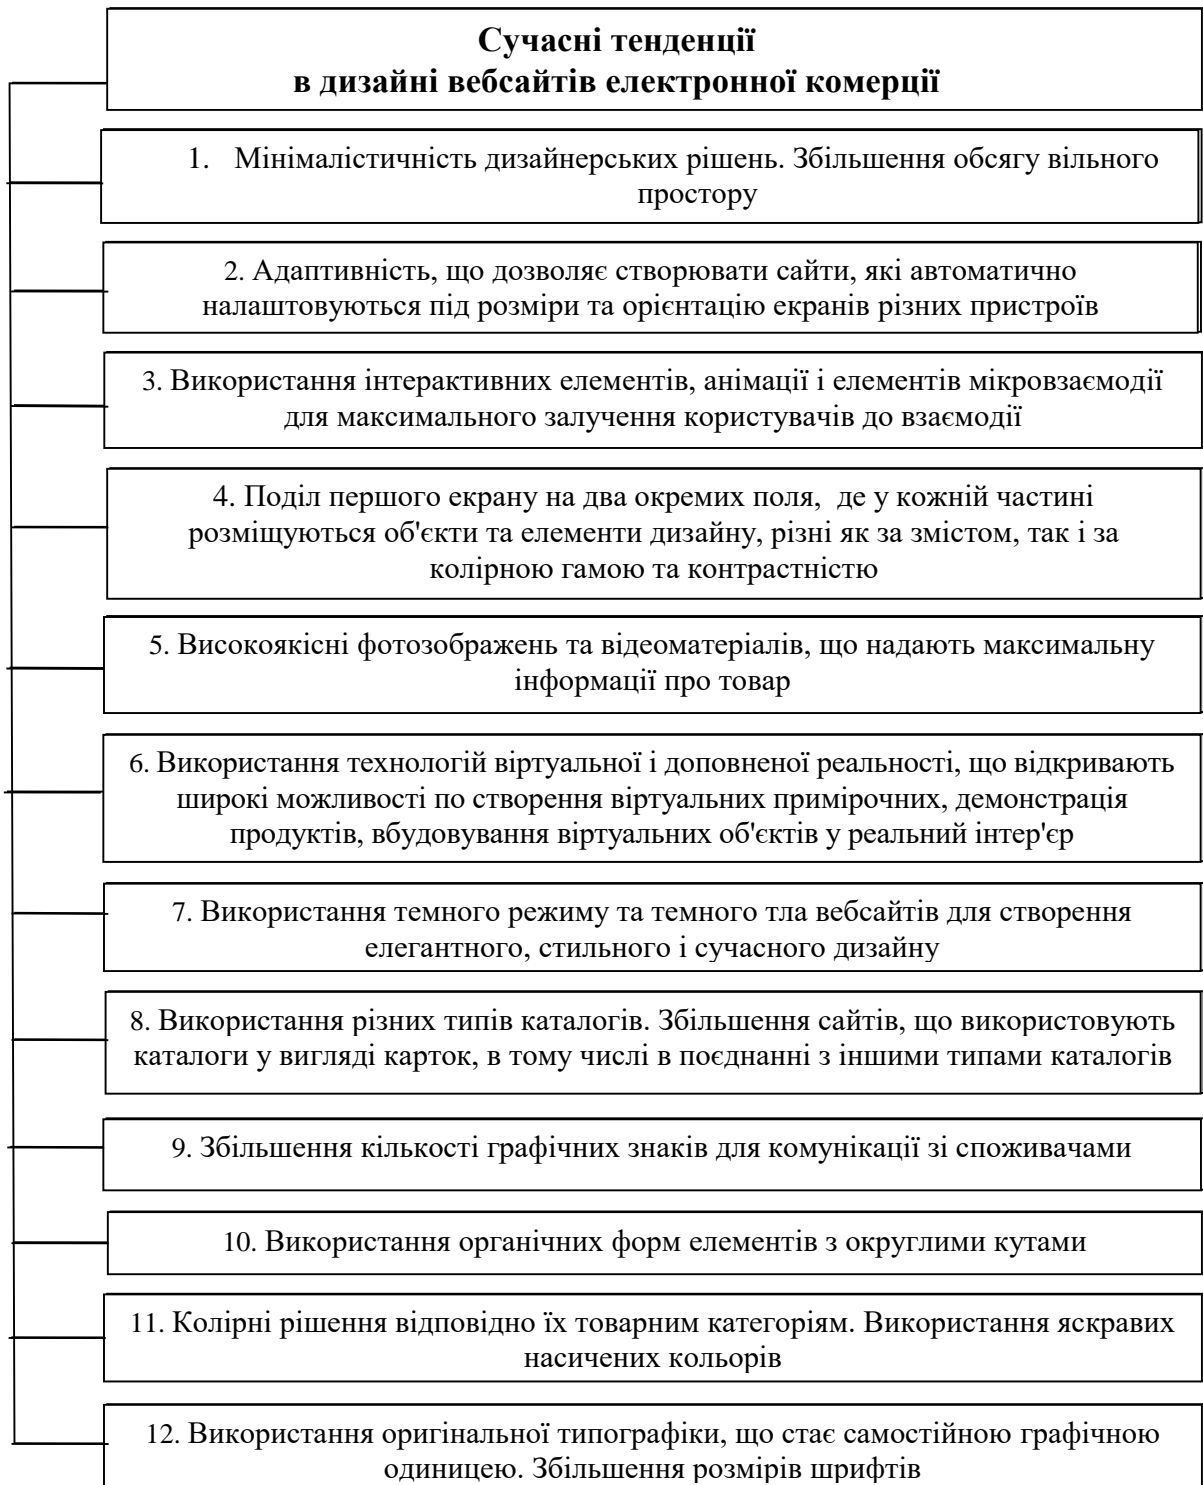 Сучасні тенденції
в дизайні вебсайтів електронної комерції
1. Мінімалістичність дизайнерських рішень. Збільшення обсягу вільного
простору
2. Адаптивність, що дозволяє створювати сайти, які автоматично
налаштовуються під розміри та орієнтацію екранів різних пристроїв
3. Використання інтерактивних елементів, анімації і елементів мікровзаємодії
для максимального залучення користувачів до взаємодії
4. Поділ першого екрану на два окремих поля, де у кожній частині
розміщуються об'єкти та елементи дизайну, різні як за змістом, так і за
колірною гамою та контрастністю
5. Високоякісні фотозображень та відеоматеріалів, що надають максимальну
інформації про товар
6. Використання технологій віртуальної і доповненої реальності, що відкривають
широкі можливості по створення віртуальних примірочних, демонстрація
продуктів, вбудовування віртуальних об'єктів у реальний інтер'єр
7. Використання темного режиму та темного тла вебсайтів для створення
елегантного, стильного і сучасного дизайну
8. Використання різних типів каталогів. Збільшення сайтів, що використовують
каталоги у вигляді карток, в тому числі в поєднанні з іншими типами каталогів
9. Збільшення кількості графічних знаків для комунікації зі споживачами
10. Використання органічних форм елементів з округлими кутами
11. Колірні рішення відповідно їх товарним категоріям. Використання яскравих
насичених кольорів
12. Використання оригінальної типографіки, що стає самостійною графічною
одиницею. Збільшення розмірів шрифтів